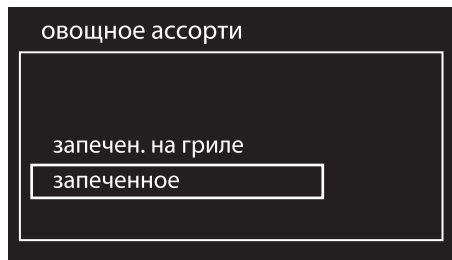 овощное ассорти
запечен. на гриле
запеченное